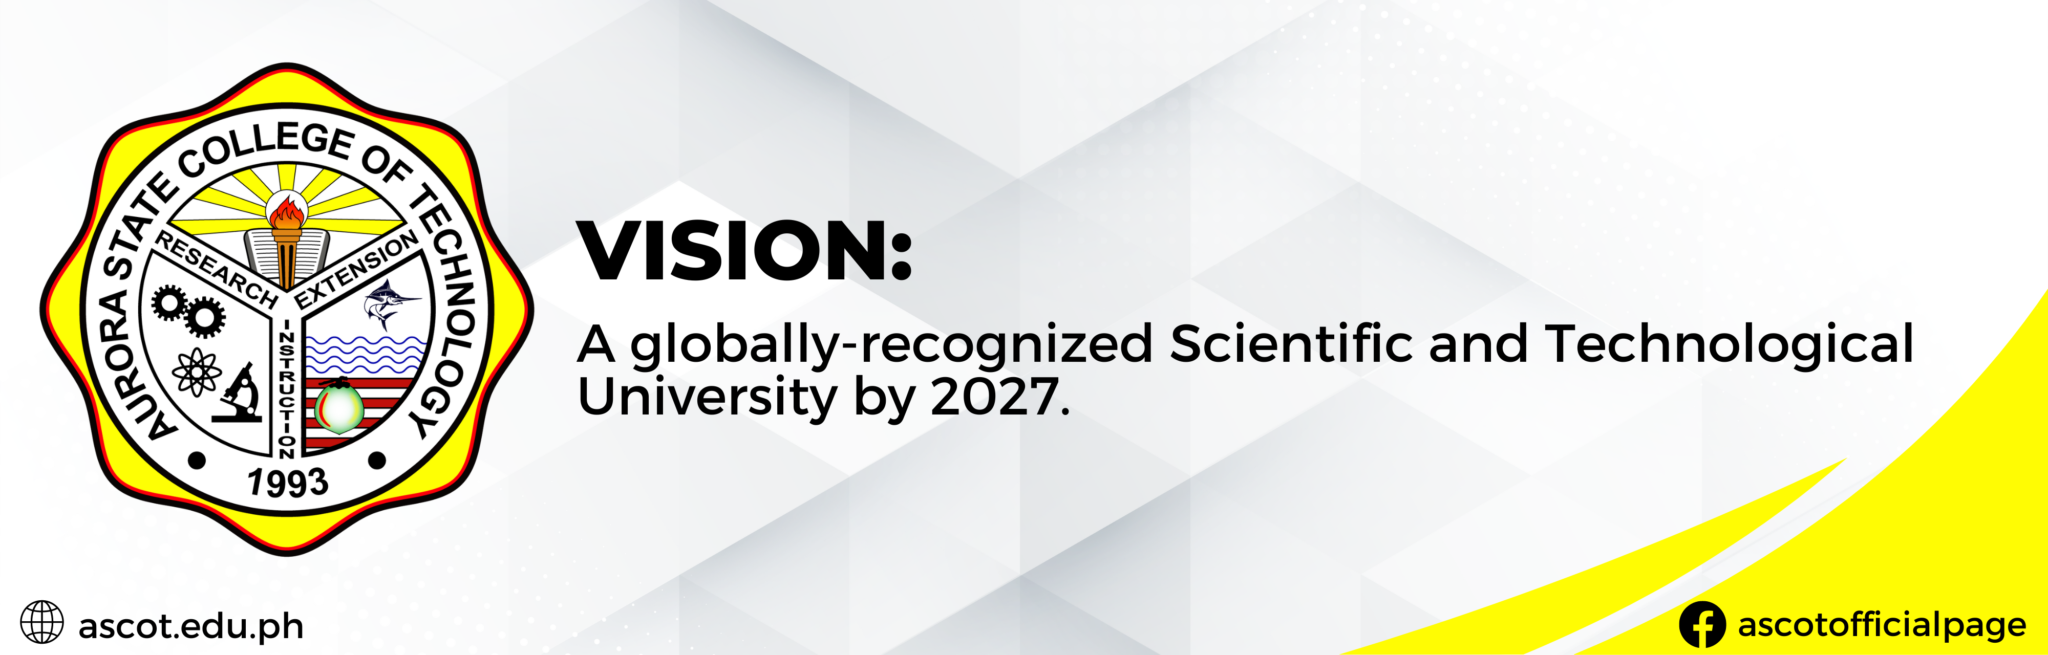 AURORA STATE COLLEGE OF TECHNOLOGY
RESEARCH
EXTENSION
INSTRUCTION
1993
VISION:
A globally-recognized Scientific and Technological
University by 2027.
ascot.edu.ph
ascotofficialpage